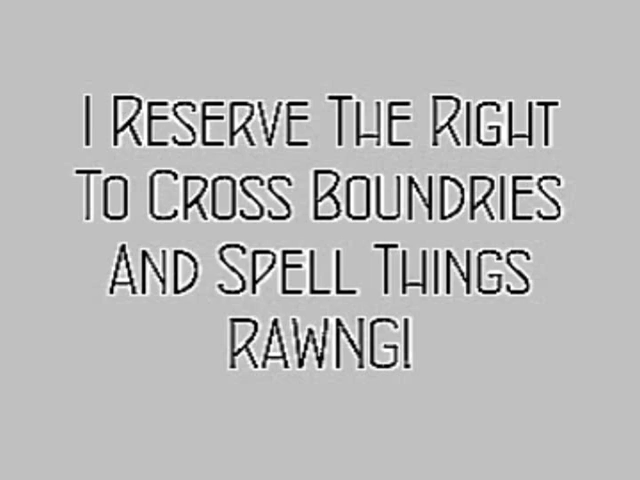 I Reserve The Right
To Cross Boundries
And Spell Things
RAWNG!